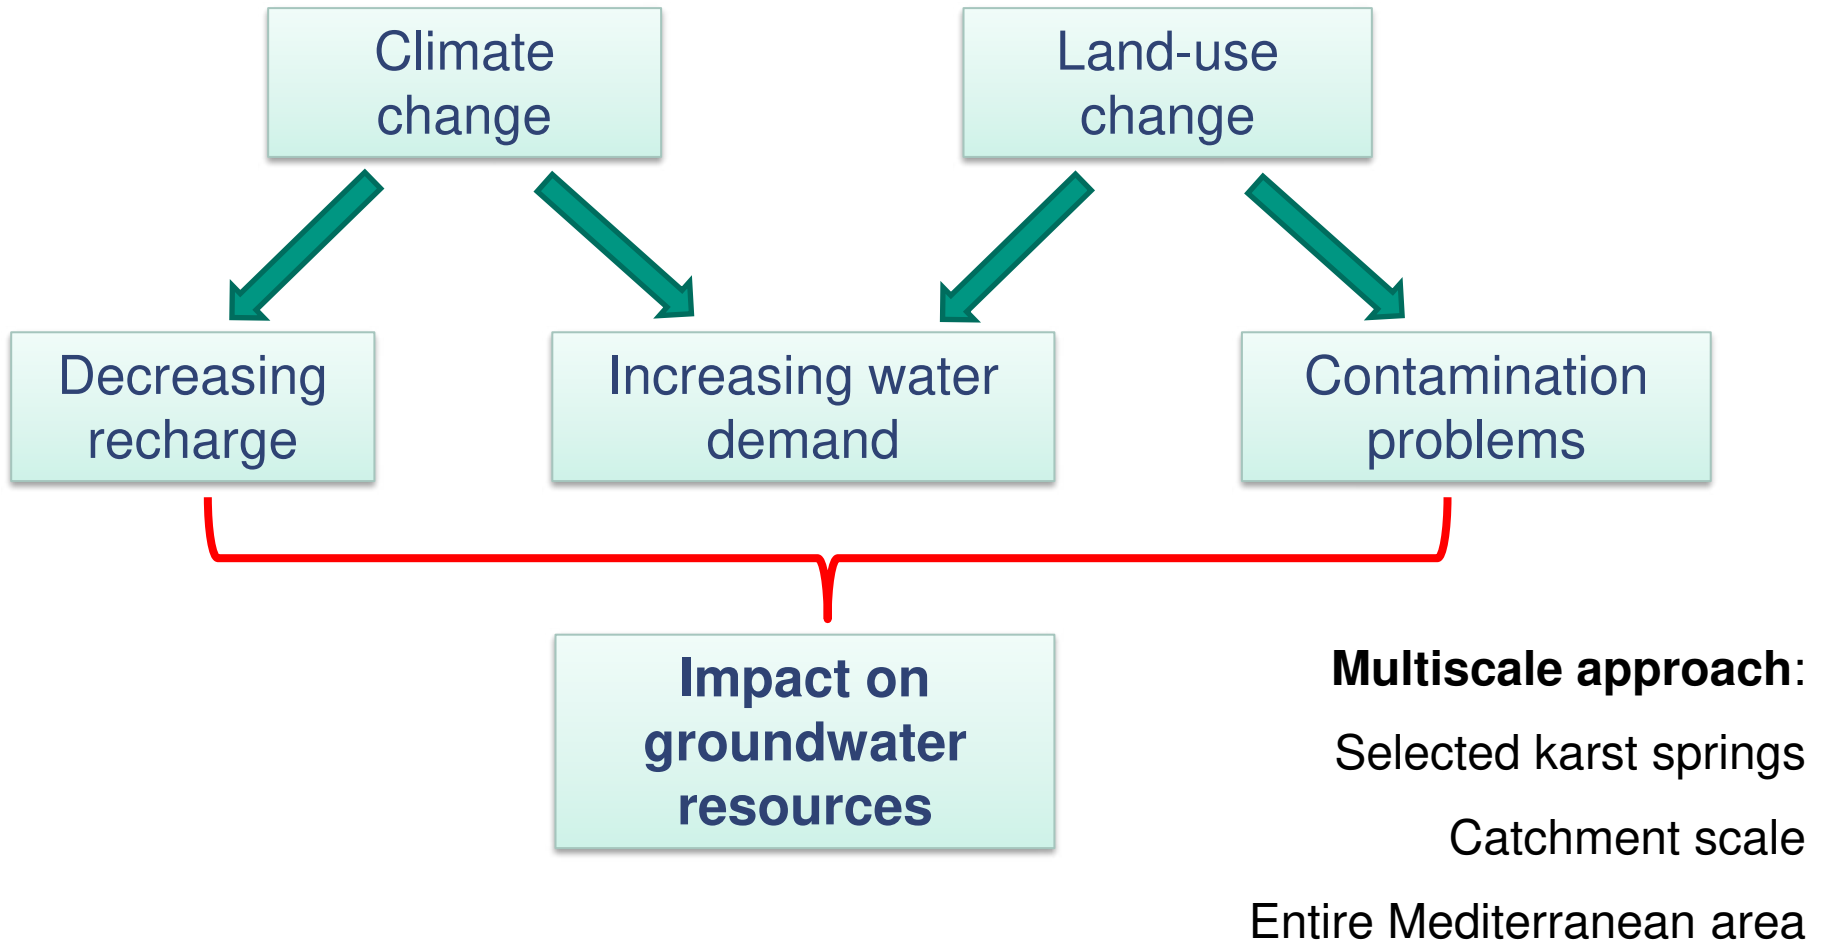 Climate
change
Land-use
change
Decreasing
recharge
Increasing water
demand
Contamination
problems
Impact on
groundwater
resources
Multiscale approach:
Selected karst springs
Catchment scale
Entire Mediterranean area